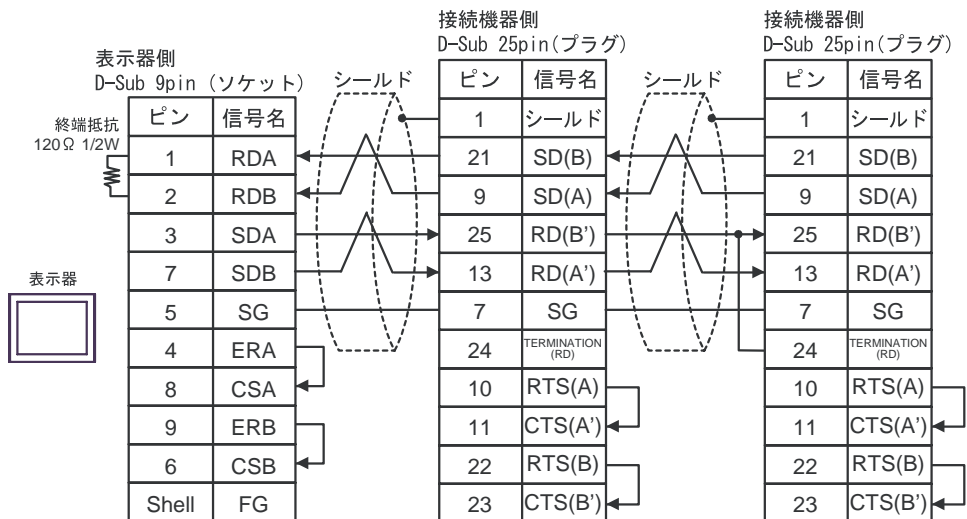 表示器側
D-Sub 9pin (ソケット)
終端抵抗
120Ω 1/2W
ピン 信号名
1 RDA
2 RDB
3 SDA
7 SDB
5 SG
4 ERA
8 CSA
9 ERB
6 CSB
Shell FG
表示器
シールド
接続機器側
D-Sub 25pin(プラグ)
ピン 信号名
1 シールド
21 SD(B)
9 SD(A)
25 RD(B')
13 RD(A')
7 SG
24 TERMINATION
(RD)
10 RTS(A)
11 CTS(A')
22 RTS(B)
23 CTS(B')
シールド
接続機器側
D-Sub 25pin(プラグ)
ピン 信号名
1 シールド
21 SD(B)
9 SD(A)
25 RD(B')
13 RD(A')
7 SG
24 TERMINATION
(RD)
10 RTS(A)
11 CTS(A')
22 RTS(B)
23 CTS(B')